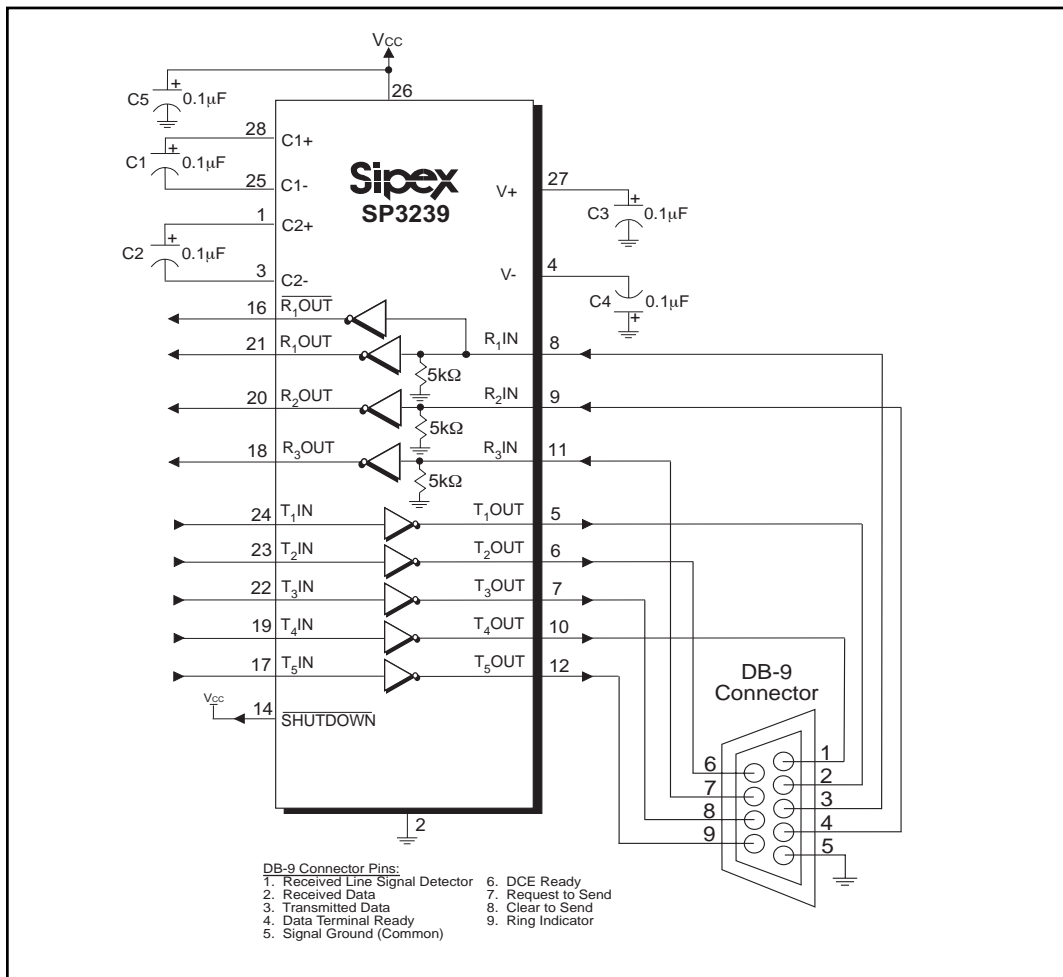 VCC
26
C5
+
0.1µF
28
C1+
C1
+
0.1µF
25
C1-
1
C2+
C2
+
0.1µF
3
C2-
Sipex
SP3239
V+
27
C3
+
0.1µF
V-
4
C4
0.1µF
+
16
R1OUT
21
R1OUT
R1IN
8
5kΩ
20
R2OUT
R2IN
9
5kΩ
18
R3OUT
R3IN
11
5kΩ
24
T1IN
T1OUT
5
23
T2IN
T2OUT
6
22
T3IN
T3OUT
7
19
T4IN
T4OUT
10
17
T5IN
T5OUT
12
VCC
14
SHUTDOWN
2
DB-9
Connector
6
7
8
9
1
2
3
4
5
DB-9 Connector Pins:
1. Received Line Signal Detector
2. Received Data
3. Transmitted Data
4. Data Terminal Ready
5. Signal Ground (Common)
6. DCE Ready
7. Request to Send
8. Clear to Send
9. Ring Indicator